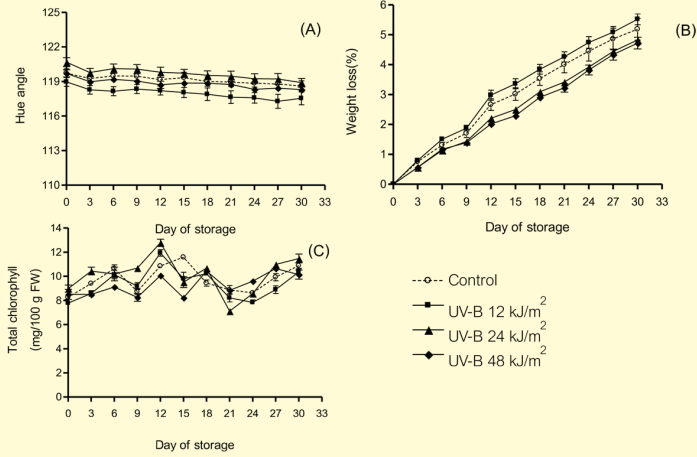 (A)
125
122
119
116
113
110
Hue angle
0 3 6 9 12 15 18 21 24 27 30 33
Day of storage
(B)
6
5
4
3
2
1
0
Weight loss(%)
0 3 6 9 12 15 18 21 24 27 30 33
Day of storage
(C)
14
12
10
8
6
4
2
0
Total chlorophyll
(mg/100 g FW)
0 3 6 9 12 15 18 21 24 27 30 33
Day of storage
Control
UV-B 12 kJ/m²
UV-B 24 kJ/m²
UV-B 48 kJ/m²